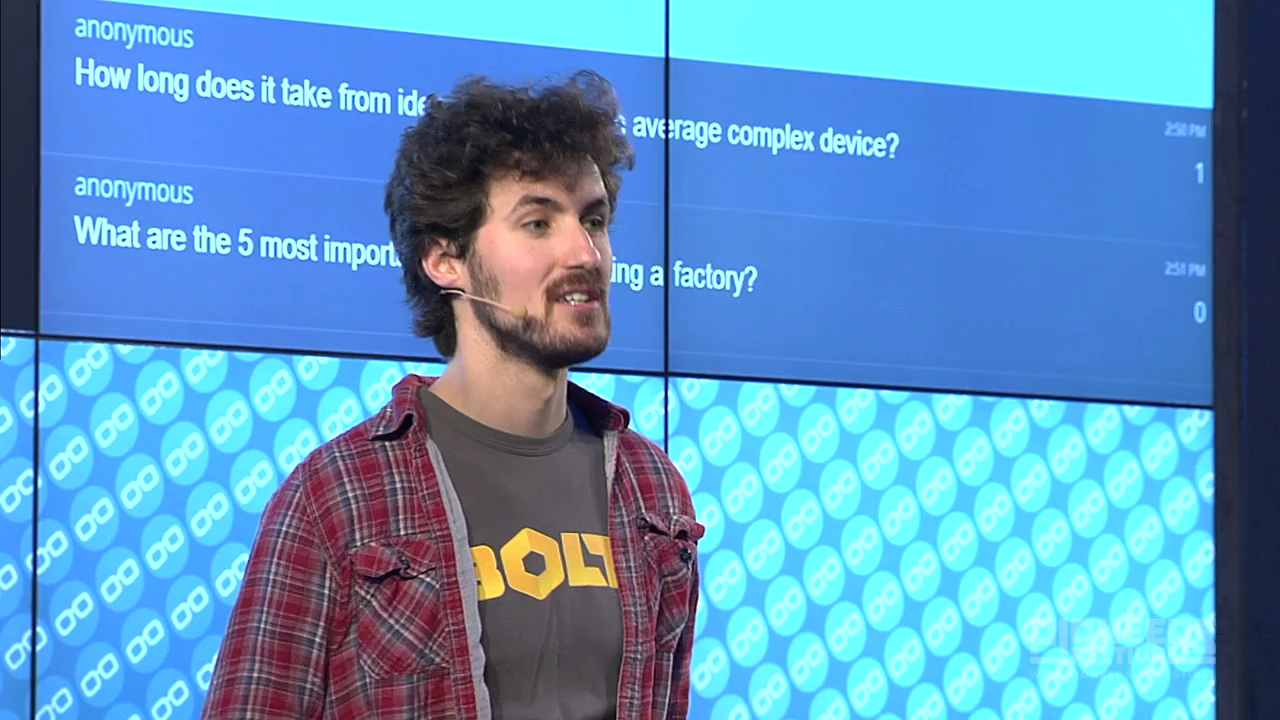 anonymous
How long does it take from ide average complex device?
2:50 PM
1
anonymous
What are the 5 most import ing a factory?
2:51 PM
0
BOLT